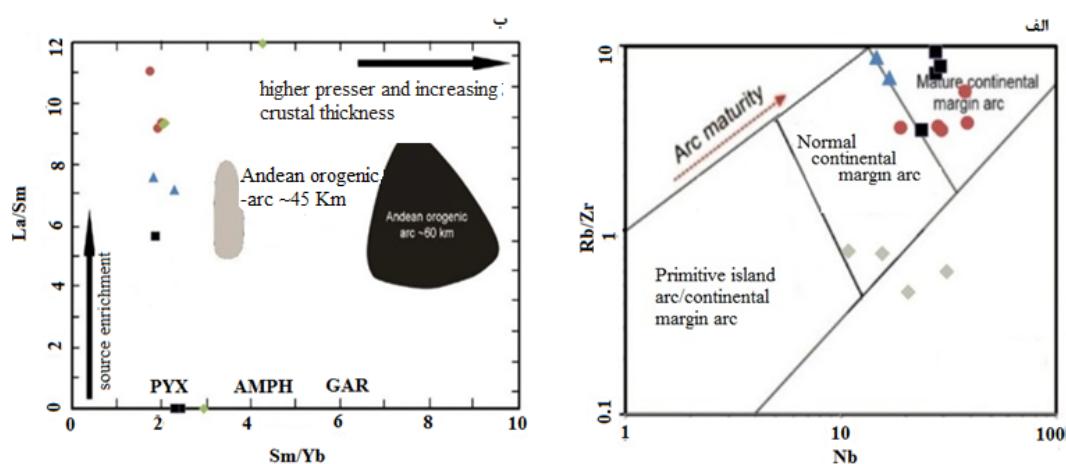 ب
12
10
8
6
4
2
0
La/Sm
source enrichment
higher presser and increasing
crustal thickness
Andean orogenic
-arc ~45 Km
Andean orogenic
arc ~60 km
PYX AMPH GAR
0 2 4 6 8 10
Sm/Yb
الف
10
1
0.1
Rb/Zr
Arc maturity
Mature continental
margin arc
Normal
continental
margin arc
Primitive island
arc/continental
margin arc
1 10 100
Nb